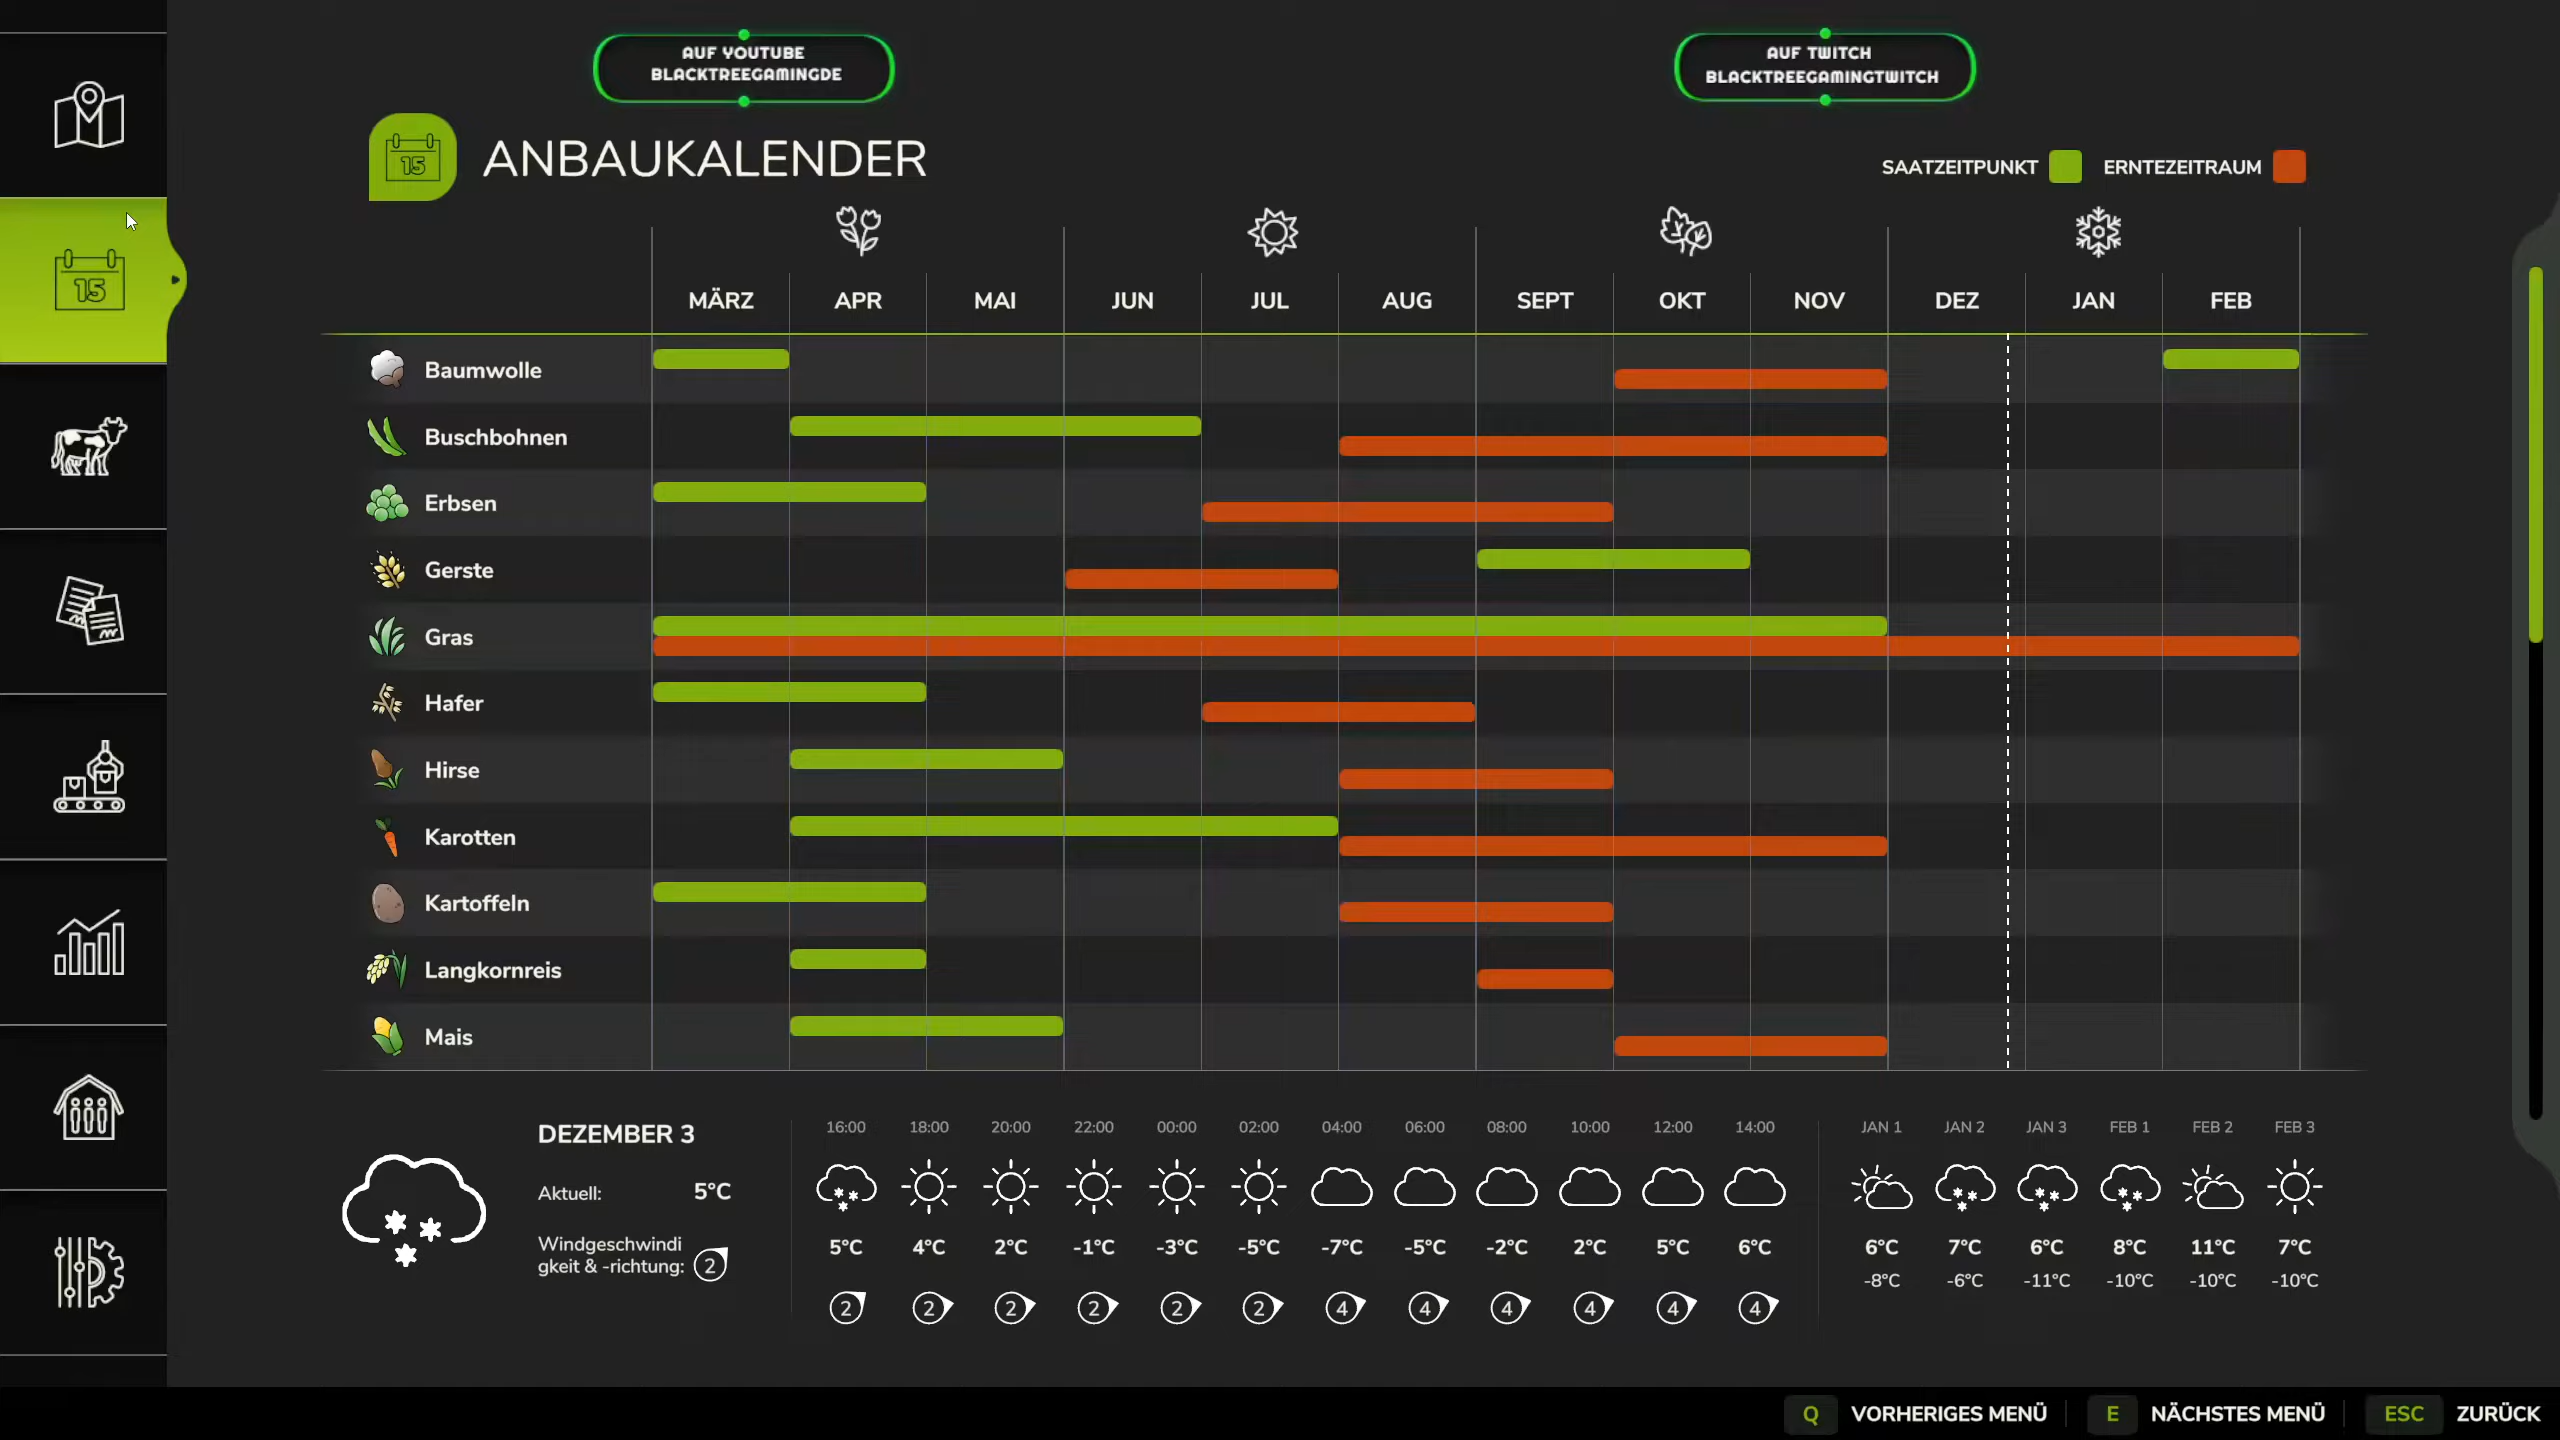 AUF YOUTUBE
BLACKTREEGAMINGDE
AUF TWITCH
BLACKTREEGAMINGTWITCH
15
15
ANBAUKALENDER
SAATZEITPUNKT
ERNTEZEITRAUM
MÄRZ APR MAI JUN JUL AUG SEPT OKT NOV DEZ JAN FEB
Baumwolle
Buschbohnen
Erbsen
Gerste
Gras
Hafer
Hirse
Karotten
Kartoffeln
Langkornreis
Mais
DEZEMBER 3
Aktuell: 5°C
Windgeschwindi
gkeit & -richtung: 2
16:00 18:00 20:00 22:00 00:00 02:00 04:00 06:00 08:00 10:00 12:00 14:00
5°C 4°C 2°C -1°C -3°C -5°C -7°C -5°C -2°C 2°C 5°C 6°C
2 2 2 2 2 2 4 4 4 4 4 4
JAN 1 JAN 2 JAN 3 FEB 1 FEB 2 FEB 3
6°C 7°C 6°C 8°C 11°C 7°C
-8°C -6°C -11°C -10°C -10°C -10°C
Q VORHERIGES MENÜ E NÄCHSTES MENÜ ESC ZURÜCK